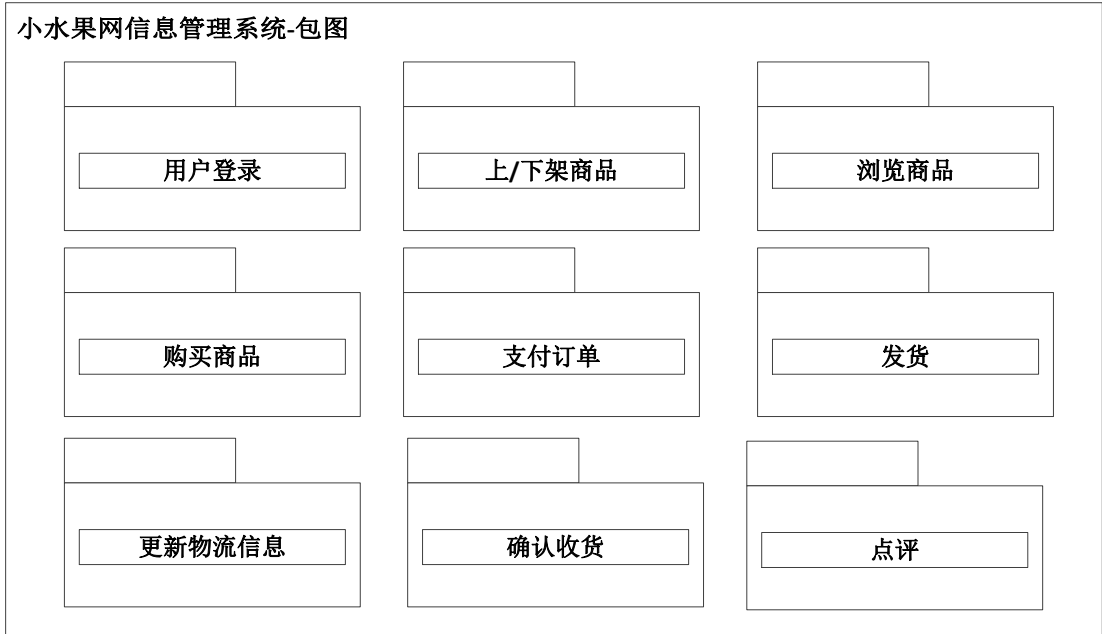 小水果网信息管理系统-包图
用户登录
上/下架商品
浏览商品
购买商品
支付订单
发货
更新物流信息
确认收货
点评